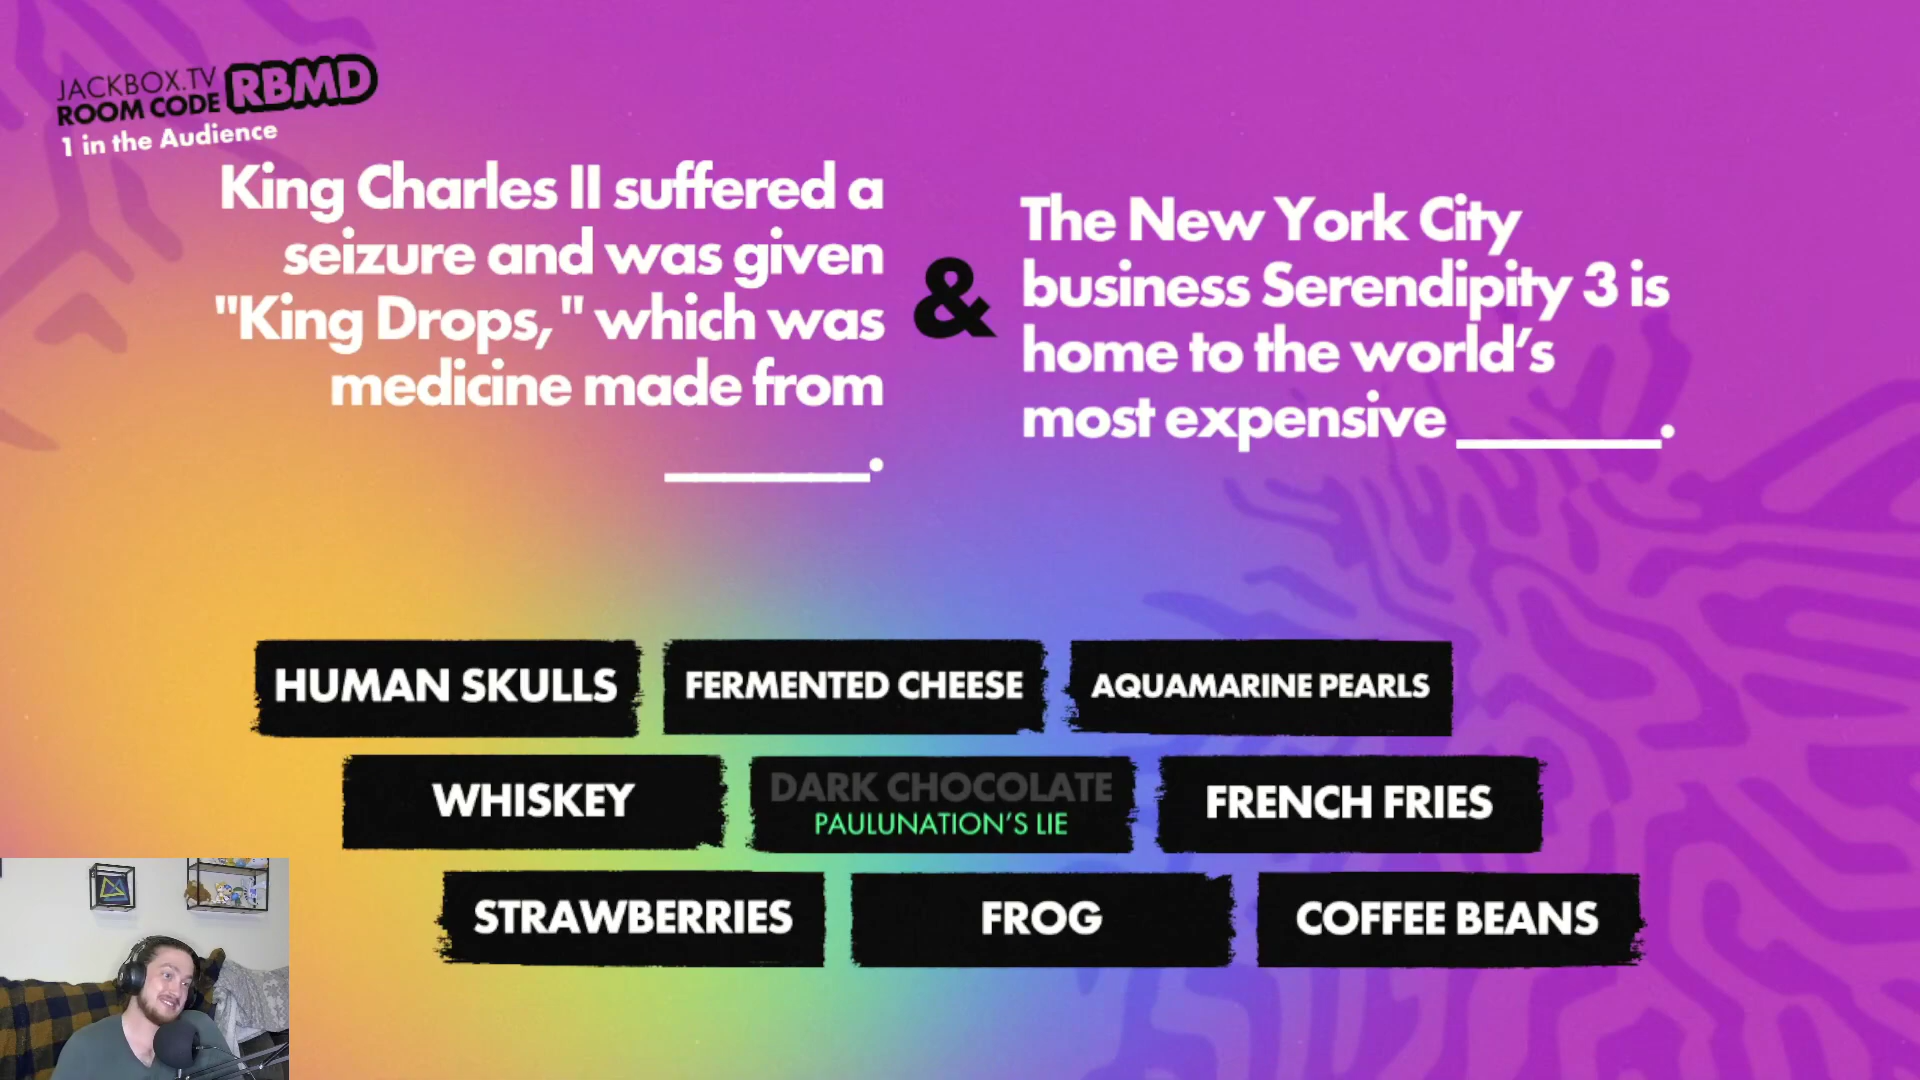 JACKBOX.TV
ROOM CODE RBMD
1 in the Audience
King Charles II suffered a
seizure and was given
"King Drops," which was
medicine made from
________.
&
The New York City
business Serendipity 3 is
home to the world’s
most expensive ________.
HUMAN SKULLS
FERMENTED CHEESE
AQUAMARINE PEARLS
WHISKEY
DARK CHOCOLATE
PAULUNATION’S LIE
FRENCH FRIES
STRAWBERRIES
FROG
COFFEE BEANS